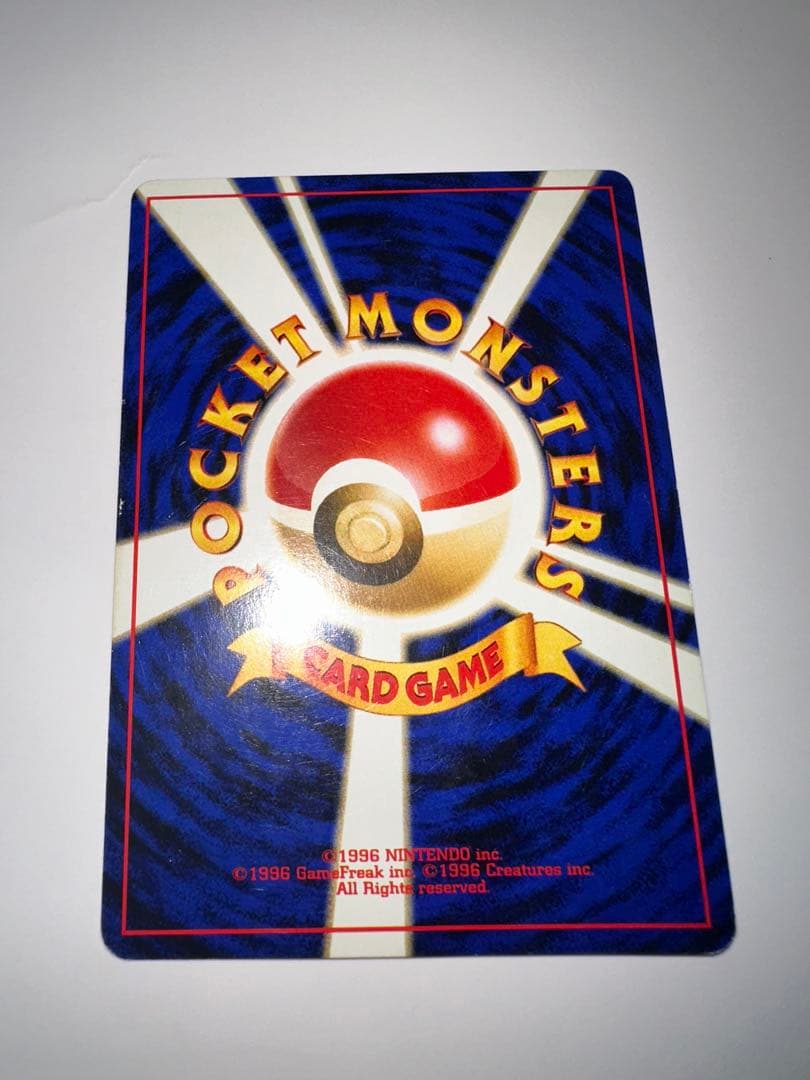 POCKET MONSTERS
CARD GAME
©1996 NINTENDO inc.
©1996 GameFreak inc. ©1996 Creatures inc.
All Rights reserved.